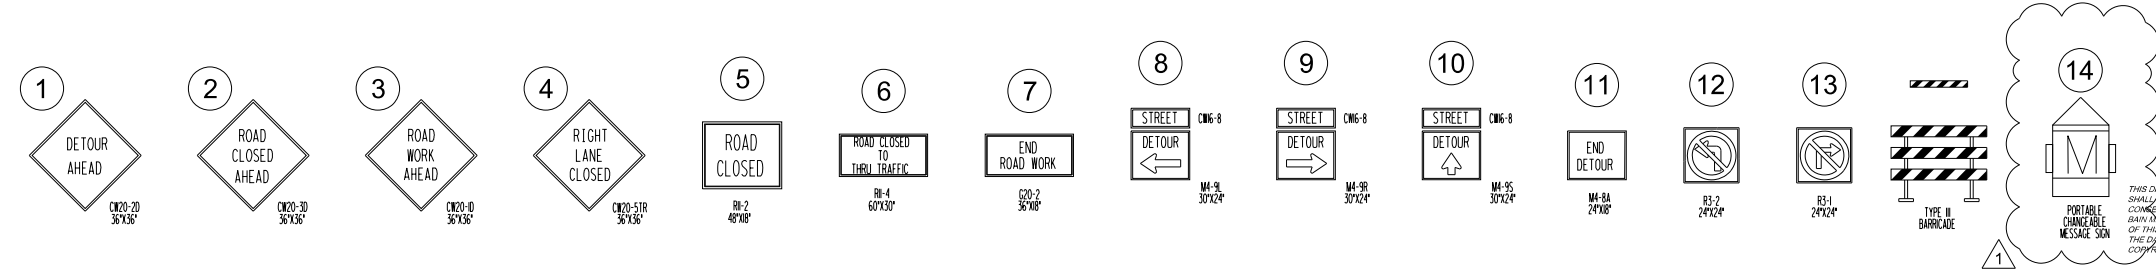 1
DETOUR
AHEAD
CW20-2D
36"X36"
2
ROAD
CLOSED
AHEAD
CW20-3D
36"X36"
3
ROAD
WORK
AHEAD
CW20-1D
36"X36"
4
RIGHT
LANE
CLOSED
CW20-5TR
36"X36"
5
ROAD
CLOSED
R11-2
48"X18"
6
ROAD CLOSED
TO
THRU TRAFFIC
R11-4
60"X30"
7
END
ROAD WORK
G20-2
36"X18"
8
STREET CW16-8
DETOUR
M4-9L
30"X24"
9
STREET CW16-8
DETOUR
M4-9R
30"X24"
10
STREET CW16-8
DETOUR
M4-9S
30"X24"
11
END
DETOUR
M4-8A
24"X18"
12
R3-2
24"X24"
13
R3-1
24"X24"
TYPE III
BARRICADE
14
M
PORTABLE
CHANGEABLE
MESSAGE SIGN
1
THIS
SHALL
BAIN
OF
THE